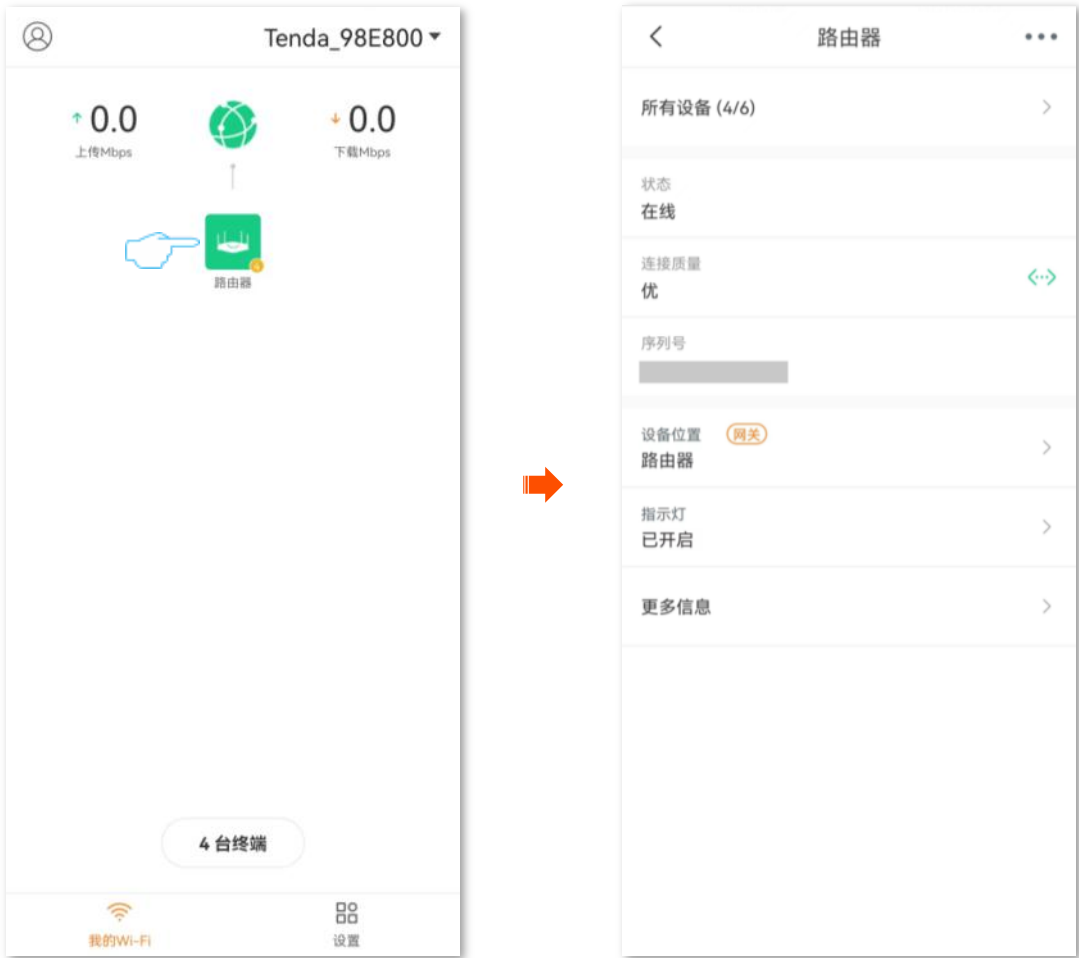 Tenda_98E800
0.0
0.0
上传Mbps
下载Mbps
路由器
4 台终端
我的Wi-Fi
设置
路由器
所有设备 (4/6)
状态
在线
连接质量
优
序列号
设备位置 网关
路由器
指示灯
已开启
更多信息